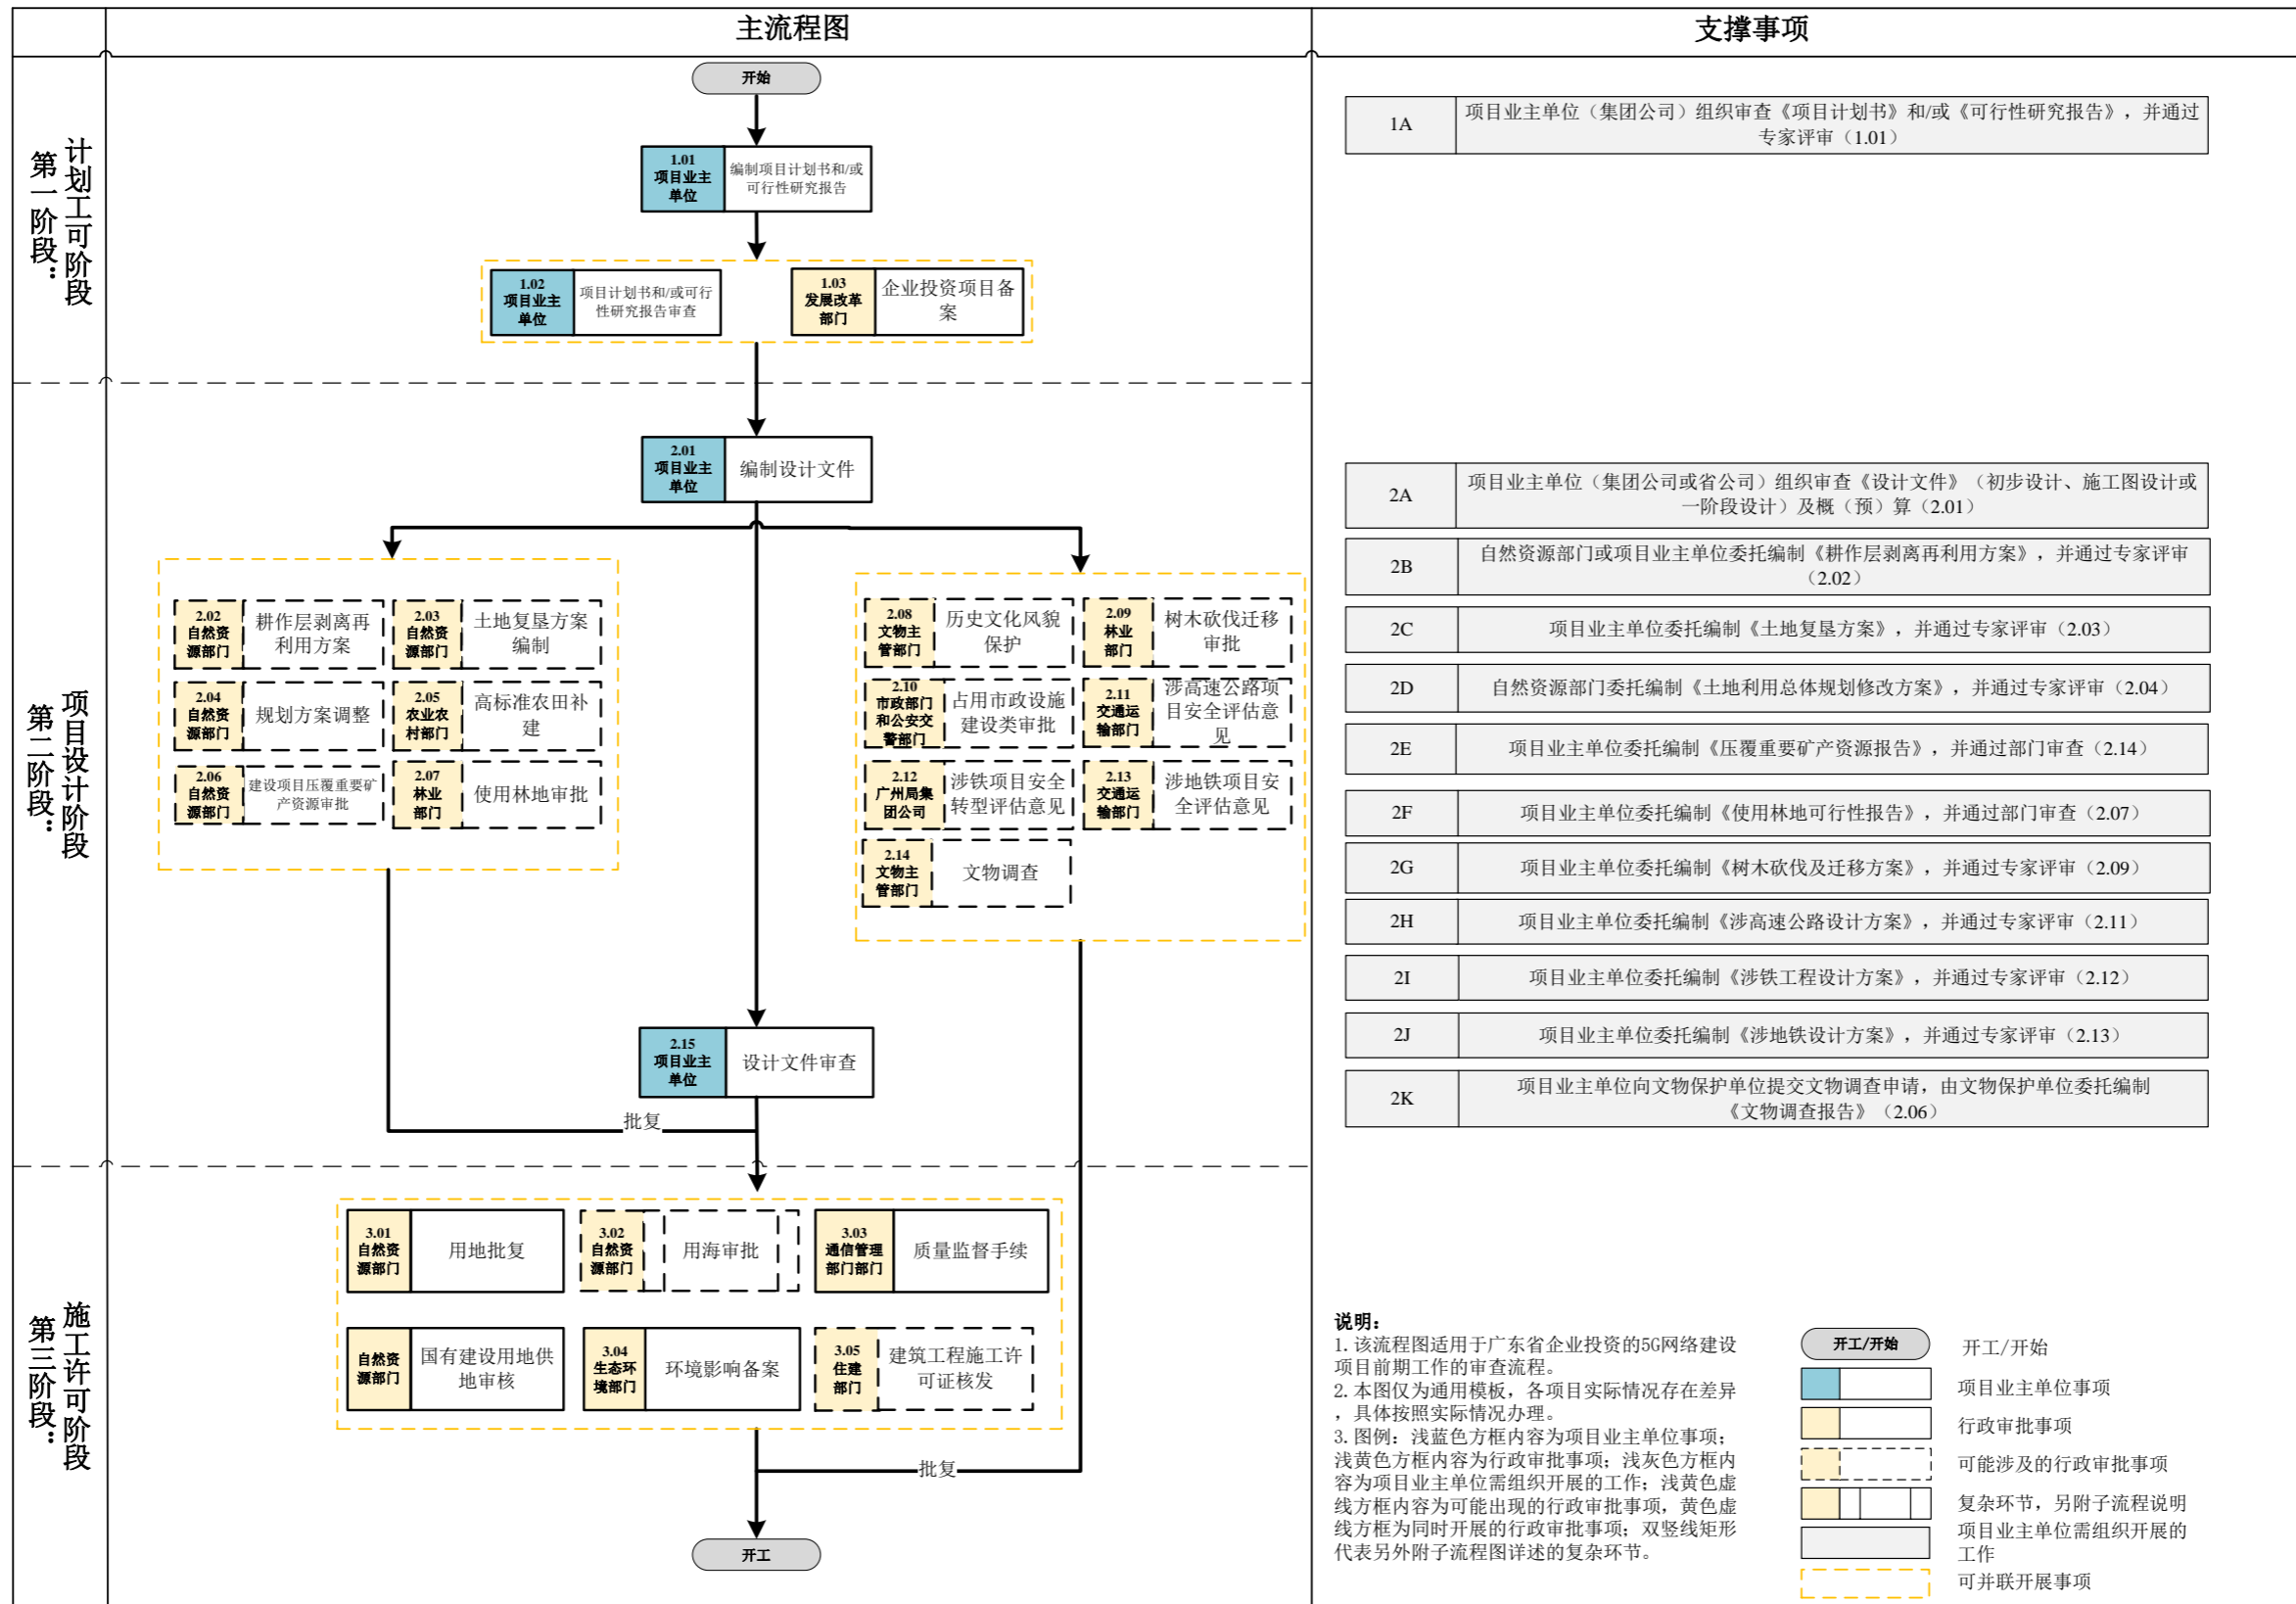 主流程图
支撑事项
第一阶段：
计划工可阶段
开始
1.01
项目业主
单位
编制项目计划书和/或
可行性研究报告
1.02
项目业主
单位
项目计划书和/或可行
性研究报告审查
1.03
发展改革
部门
企业投资项目备
案
1A
项目业主单位（集团公司）组织审查《项目计划书》和/或《可行性研究报告》，并通过
专家评审（1.01）
第二阶段：
项目设计阶段
2.01
项目业主
单位
编制设计文件
2.02
自然资
源部门
耕作层剥离再
利用方案
2.03
自然资
源部门
土地复垦方案
编制
2.04
自然资
源部门
规划方案调整
2.05
农业农
村部门
高标准农田补
建
2.06
自然资
源部门
建设项目压覆重要矿
产资源审批
2.07
林业
部门
使用林地审批
2.08
文物主
管部门
历史文化风貌
保护
2.09
林业
部门
树木砍伐迁移
审批
2.10
市政部门
和公安交
警部门
占用市政设施
建设类审批
2.11
交通运
输部门
涉高速公路项
目安全评估意
见
2.12
广州局集
团公司
涉铁项目安全
转型评估意见
2.13
交通运
输部门
涉地铁项目安
全评估意见
2.14
文物主
管部门
文物调查
2.15
项目业主
单位
设计文件审查
批复
2A
项目业主单位（集团公司或省公司）组织审查《设计文件》（初步设计、施工图设计或
一阶段设计）及概（预）算（2.01）
2B
自然资源部门或项目业主单位委托编制《耕作层剥离再利用方案》，并通过专家评审
（2.02）
2C
项目业主单位委托编制《土地复垦方案》，并通过专家评审（2.03）
2D
自然资源部门委托编制《土地利用总体规划修改方案》，并通过专家评审（2.04）
2E
项目业主单位委托编制《压覆重要矿产资源报告》，并通过部门审查（2.14）
2F
项目业主单位委托编制《使用林地可行性报告》，并通过部门审查（2.07）
2G
项目业主单位委托编制《树木砍伐及迁移方案》，并通过专家评审（2.09）
2H
项目业主单位委托编制《涉高速公路设计方案》，并通过专家评审（2.11）
2I
项目业主单位委托编制《涉铁工程设计方案》，并通过专家评审（2.12）
2J
项目业主单位委托编制《涉地铁设计方案》，并通过专家评审（2.13）
2K
项目业主单位向文物保护单位提交文物调查申请，由文物保护单位委托编制
《文物调查报告》（2.06）
第三阶段：
施工许可阶段
3.01
自然资
源部门
用地批复
3.02
自然资
源部门
用海审批
3.03
通信管理
部门部门
质量监督手续
自然资
源部门
国有建设用地供
地审核
3.04
生态环
境部门
环境影响备案
3.05
住建
部门
建筑工程施工许
可证核发
批复
开工
说明：
1.该流程图适用于广东省企业投资的5G网络建设
项目前期工作的审查流程。
2.本图仅为通用模板，各项目实际情况存在差异
，具体按照实际情况办理。
3.图例：浅蓝色方框内容为项目业主单位事项；
浅黄色方框内容为行政审批事项；浅灰色方框内
容为项目业主单位需组织开展的工作；浅黄色虚
线方框内容为可能出现的行政审批事项，黄色虚
线方框为同时开展的行政审批事项；双竖线矩形
代表另外附子流程图详述的复杂环节。
开工/开始
开工/开始
项目业主单位事项
行政审批事项
可能涉及的行政审批事项
复杂环节，另附子流程说明
项目业主单位需组织开展的
工作
可并联开展事项